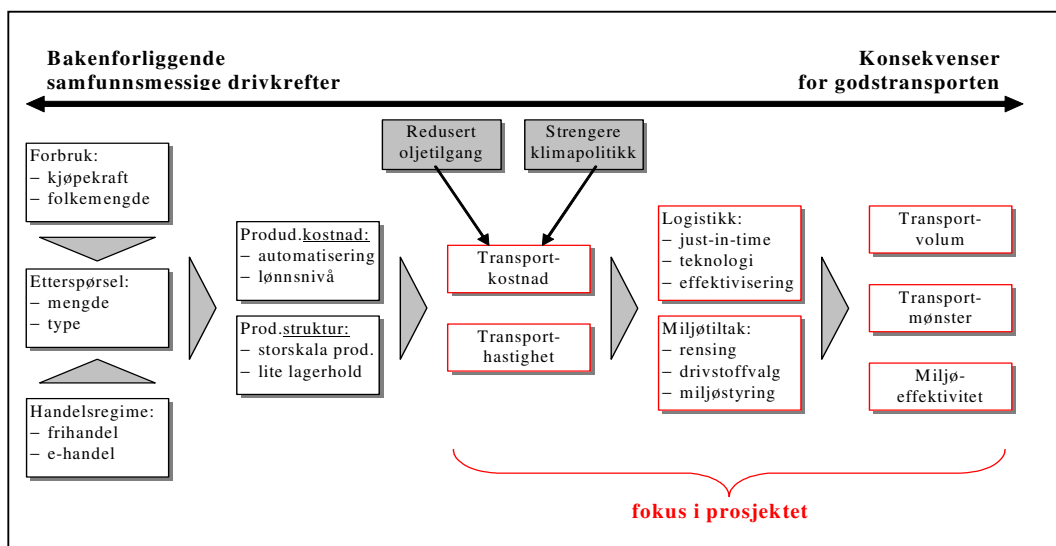 Bakenforliggende
samfunnsmessige drivkrefter
Konsekvenser
for godstransporten
Redusert
oljetilgang
Strengere
klimapolitikk
Forbruk:
– kjøpekraft
– folkemengde
Etterspørsel:
– mengde
– type
Handelsregime:
– frihandel
– e-handel
Produd.kostnad:
– automatisering
– lønnsnivå
Prod.struktur:
– storskala prod.
– lite lagerhold
Transport-
kostnad
Transport-
hastighet
Logistikk:
– just-in-time
– teknologi
– effektivisering
Miljøtiltak:
– rensing
– drivstoffvalg
– miljøstyring
Transport-
volum
Transport-
mønster
Miljø-
effektivitet
fokus i prosjektet